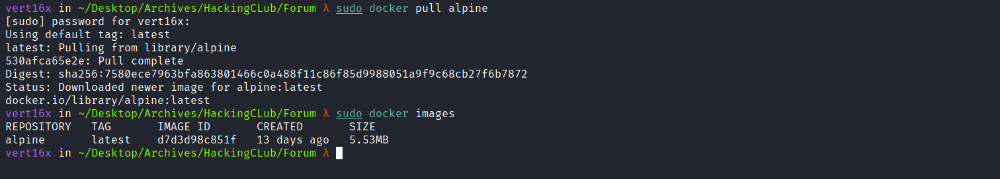 vert16x in ~/Desktop/Archives/HackingCLub/Forum λ sudo docker pull alpine
[sudo] password for vert16x:
Using default tag: latest
latest: Pulling from library/alpine
530afca65e2e: Pull complete
Digest: sha256:7580ece7963bfa863801466c0a488f11c86f85d9988051a9f9c68cb27f6b7872
Status: Downloaded newer image for alpine:latest
docker.io/library/alpine:latest
vert16x in ~/Desktop/Archives/HackingCLub/Forum λ sudo docker images
REPOSITORY   TAG       IMAGE ID       CREATED       SIZE
alpine       latest    d7d3d98c851f   13 days ago   5.53MB
vert16x in ~/Desktop/Archives/HackingCLub/Forum λ